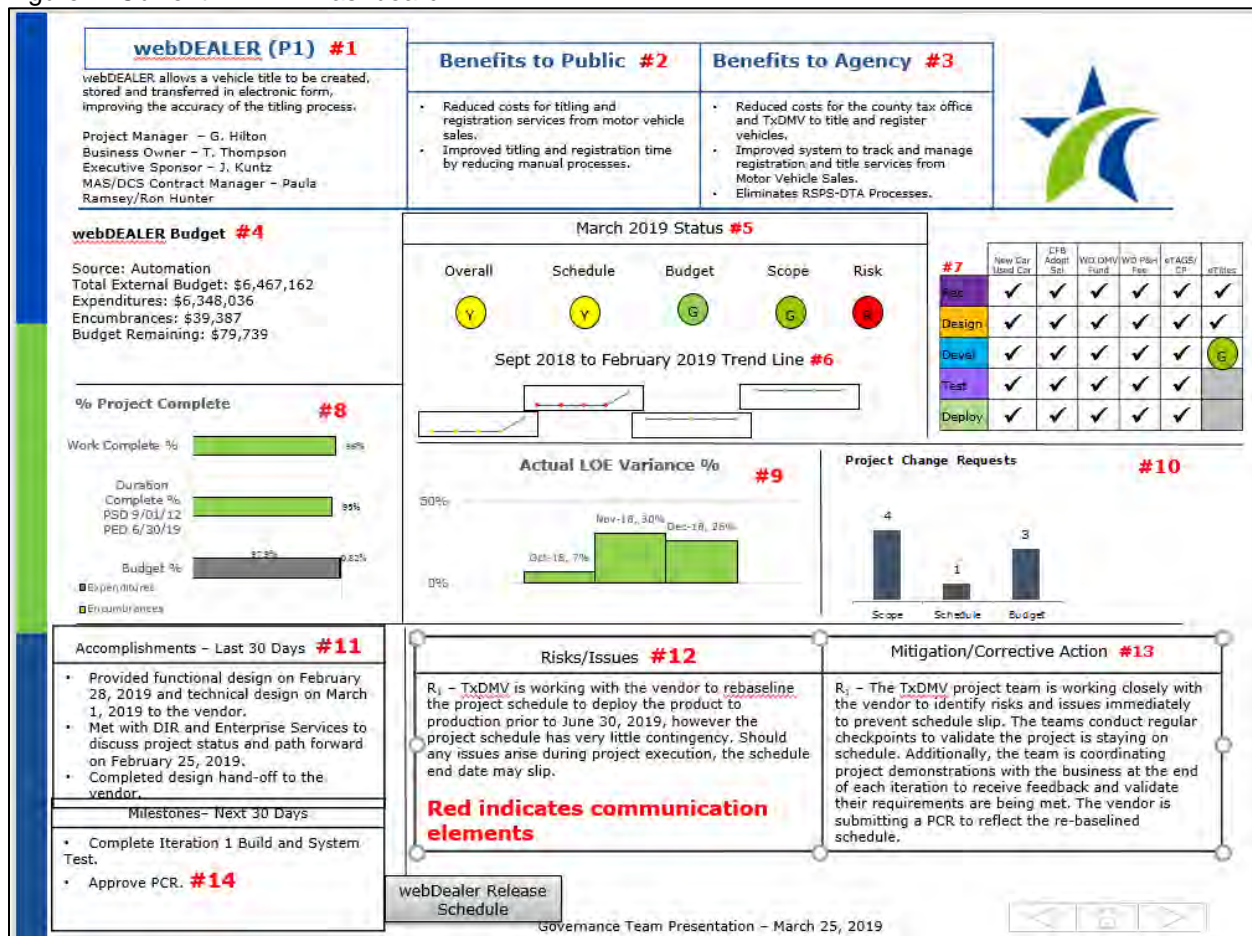 webDEALER (P1) #1
webDEALER allows a vehicle title to be created,
stored and transferred in electronic form,
improving the accuracy of the titling process.
Project Manager – G. Hilton
Business Owner – T. Thompson
Executive Sponsor – J. Kuntz
MAS/DCS Contract Manager – Paula
Ramsey/Ron Hunter
Benefits to Public #2
• Reduced costs for titling and
registration services from motor vehicle
sales.
• Improved titling and registration time
by reducing manual processes.
Benefits to Agency #3
• Reduced costs for the county tax office
and TxDMV to title and register
vehicles.
• Improved system to track and manage
registration and title services from
Motor Vehicle Sales.
• Eliminates RSPS-DTA Processes.
webDEALER Budget #4
Source: Automation
Total External Budget: $6,467,162
Expenditures: $6,348,036
Encumbrances: $39,387
Budget Remaining: $79,739
March 2019 Status #5
Overall Schedule Budget Scope Risk
Y Y G G R
Sept 2018 to February 2019 Trend Line #6
#7
New Car Used Car
CFB Adopt Sel
WD DMV Fund
WD P&H Fee
eTAGS/ CP
eTitles
Design
Devel
G
Test
Deploy
% Project Complete #8
Work Complete %
Duration
Complete % 95%
PSD 9/01/12
PED 6/30/19
Budget % 0.82%
Expenditures
Encumbrances
Actual LOE Variance % #9
50%
Nov-18, 30%
Dec-18, 26%
Oct-18, 7%
0%
Project Change Requests #10
4
1
3
Scope Schedule Budget
Accomplishments – Last 30 Days #11
• Provided functional design on February
28, 2019 and technical design on March
1, 2019 to the vendor.
• Met with DIR and Enterprise Services to
discuss project status and path forward
on February 25, 2019.
• Completed design hand-off to the
vendor.
Milestones– Next 30 Days
• Complete Iteration 1 Build and System
Test.
• Approve PCR. #14
Risks/Issues #12
R₁ – TxDMV is working with the vendor to rebaseline
the project schedule to deploy the product to
production prior to June 30, 2019, however the
project schedule has very little contingency. Should
any issues arise during project execution, the schedule
end date may slip.
Red indicates communication
elements
Mitigation/Corrective Action #13
R₁ – The TxDMV project team is working closely with
the vendor to identify risks and issues immediately
to prevent schedule slip. The teams conduct regular
checkpoints to validate the project is staying on
schedule. Additionally, the team is coordinating
project demonstrations with the business at the end
of each iteration to receive feedback and validate
their requirements are being met. The vendor is
submitting a PCR to reflect the re-baselined
schedule.
webDealer Release
Schedule
Governance Team Presentation – March 25, 2019